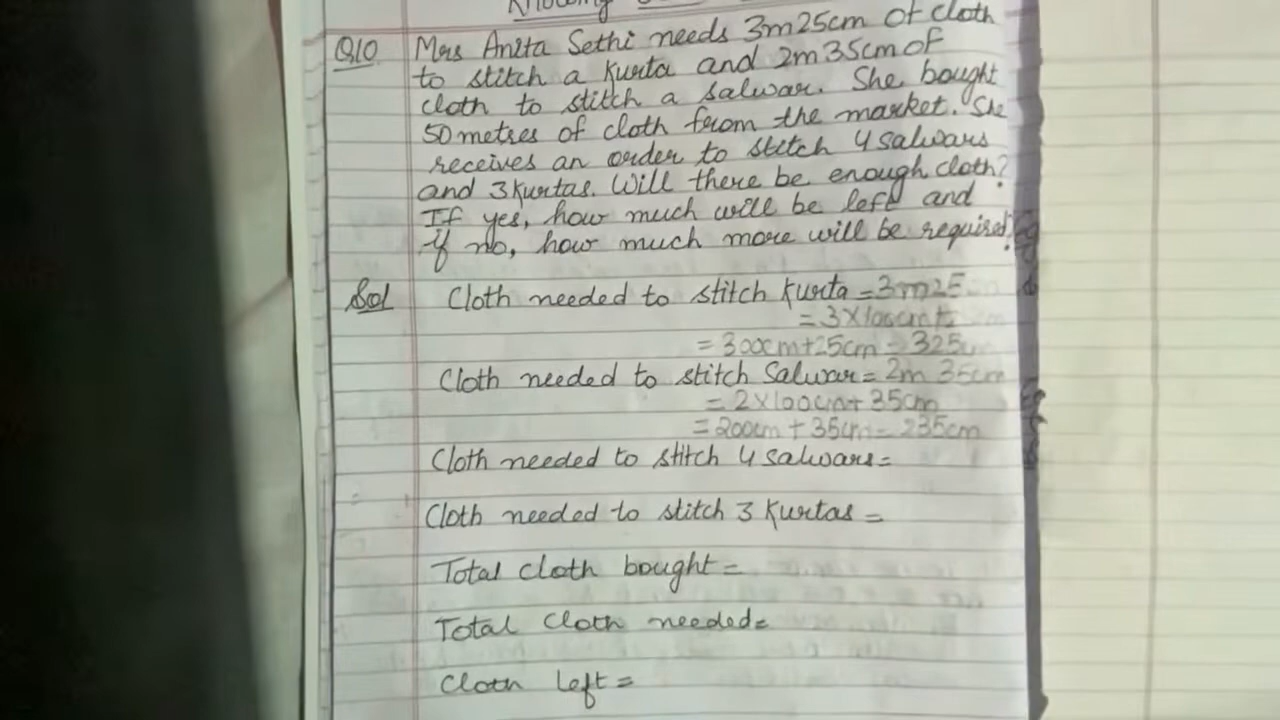 Knowing
Q10 Mrs Anita Sethi needs 3m25cm of cloth
to stitch a Kurta and 2m35cm of
cloth to stitch a salwar. She bought
50 metres of cloth from the market. She
receives an order to stitch 4 salwars
and 3 Kurtas. Will there be enough cloth?
If yes, how much will be left and
if no, how much more will be required?
Sol Cloth needed to stitch Kurta = 3m25
= 3×100cm+
= 300cm+25cm = 325
Cloth needed to stitch Salwar = 2m 35cm
= 2×100cm+ 35cm
= 200cm + 35cm = 235cm
Cloth needed to stitch 4 salwars =
Cloth needed to stitch 3 Kurtas =
Total cloth bought =
Total cloth needed =
Cloth left =